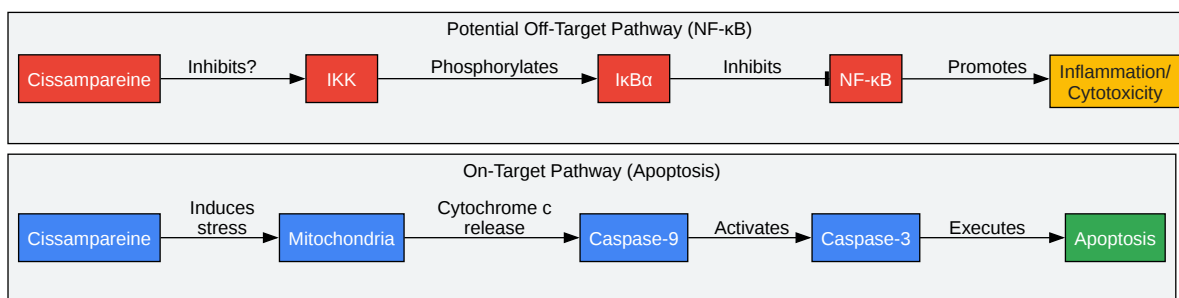 Potential Off-Target Pathway (NF-κB)
Cissampareine
Inhibits?
IKK
Phosphorylates
IκBα
Inhibits
NF-κB
Promotes
Inflammation/
Cytotoxicity
On-Target Pathway (Apoptosis)
Cissampareine
Induces
stress
Mitochondria
Cytochrome c
release
Caspase-9
Activates
Caspase-3
Executes
Apoptosis